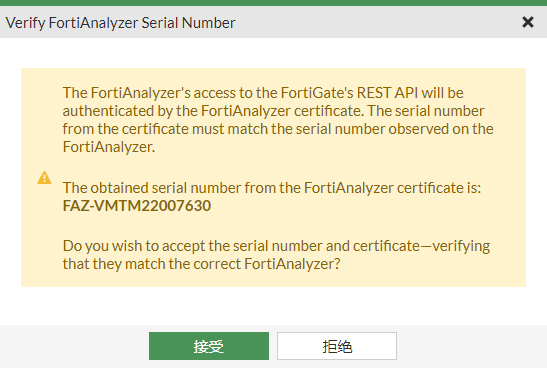 Verify FortiAnalyzer Serial Number
The FortiAnalyzer's access to the FortiGate's REST API will be
authenticated by the FortiAnalyzer certificate. The serial number
from the certificate must match the serial number observed on the
FortiAnalyzer.
The obtained serial number from the FortiAnalyzer certificate is:
FAZ-VMTM22007630
Do you wish to accept the serial number and certificate—verifying
that they match the correct FortiAnalyzer?
接受
拒绝